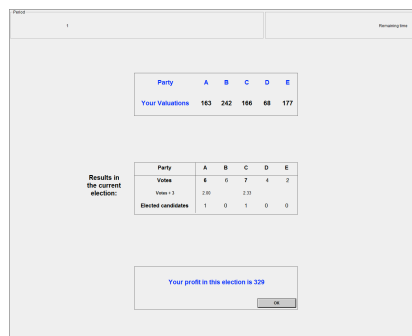 Period
1
Remaining time
Party A B C D E
Your Valuations 163 242 166 68 177
Results in
the current
election:
Party A B C D E
Votes 6 6 7 4 2
Votes ÷ 3 2.00 2.33
Elected candidates 1 0 1 0 0
Your profit in this election is 329
OK